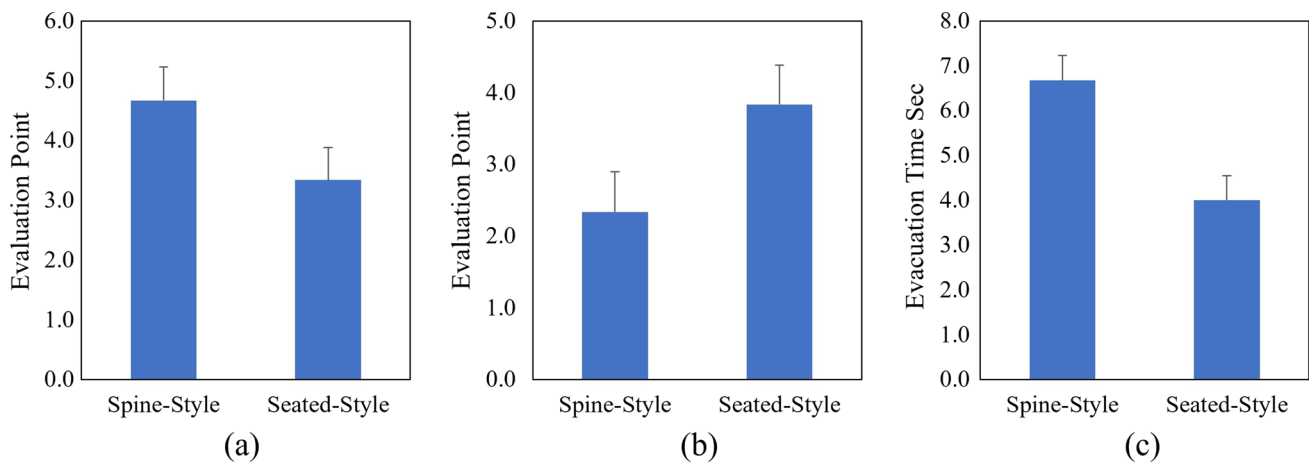 6.0
5.0
4.0
3.0
2.0
1.0
0.0
Evaluation Point
Spine-Style Seated-Style
(a)
5.0
4.0
3.0
2.0
1.0
0.0
Evaluation Point
Spine-Style Seated-Style
(b)
8.0
7.0
6.0
5.0
4.0
3.0
2.0
1.0
0.0
Evacuation Time Sec
Spine-Style Seated-Style
(c)